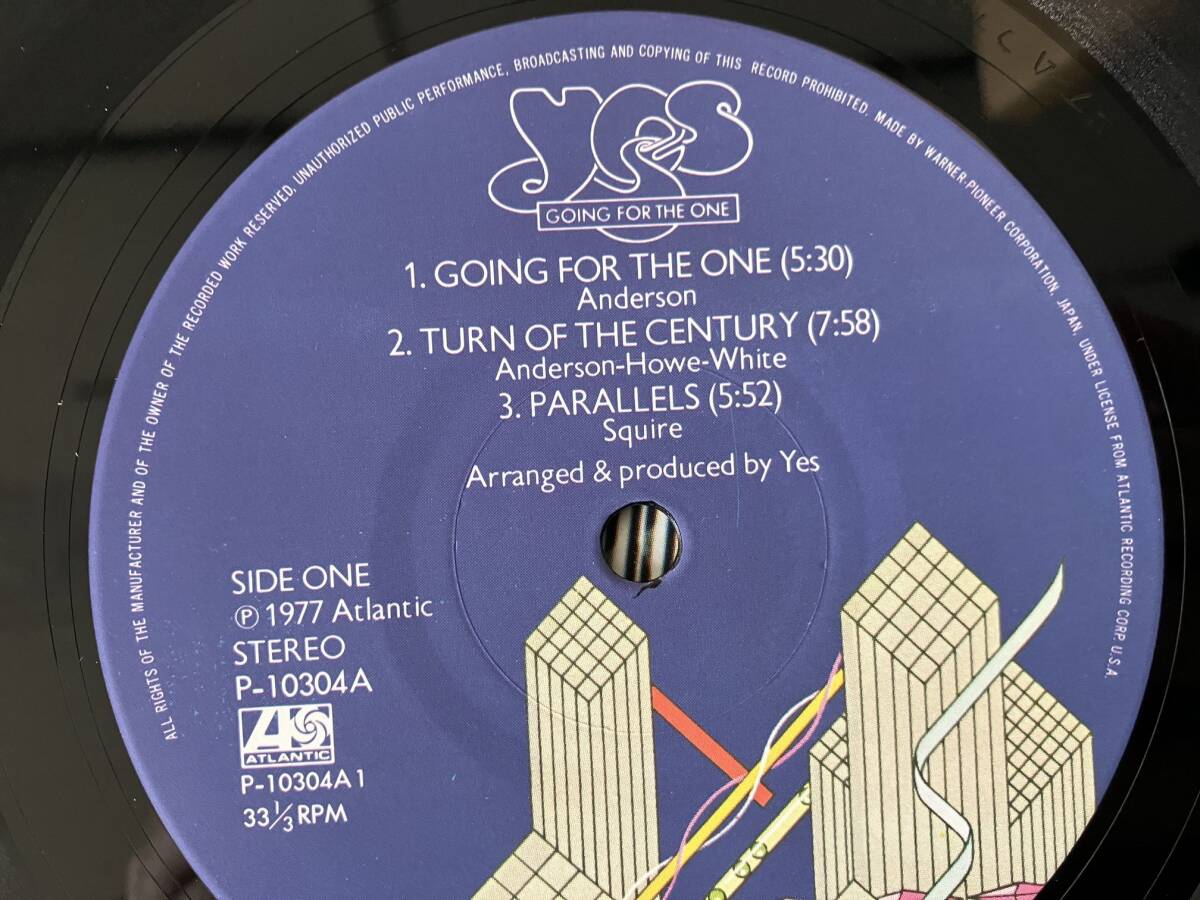 ALL RIGHTS OF THE MANUFACTURER AND OF THE OWNER OF THE RECORDED WORK RESERVED. UNAUTHORIZED PUBLIC PERFORMANCE, BROADCASTING AND COPYING OF THIS RECORD PROHIBITED. MADE BY WARNER-PIONEER CORPORATION, JAPAN, UNDER LICENSE FROM ATLANTIC RECORDING CORP. U.S.A.
YES
GOING FOR THE ONE
1. GOING FOR THE ONE (5:30)
Anderson
2. TURN OF THE CENTURY (7:58)
Anderson-Howe-White
3. PARALLELS (5:52)
Squire
Arranged & produced by Yes
SIDE ONE
℗ 1977 Atlantic
STEREO
P-10304A
ATLANTIC
P-10304A1
33 1/3 RPM